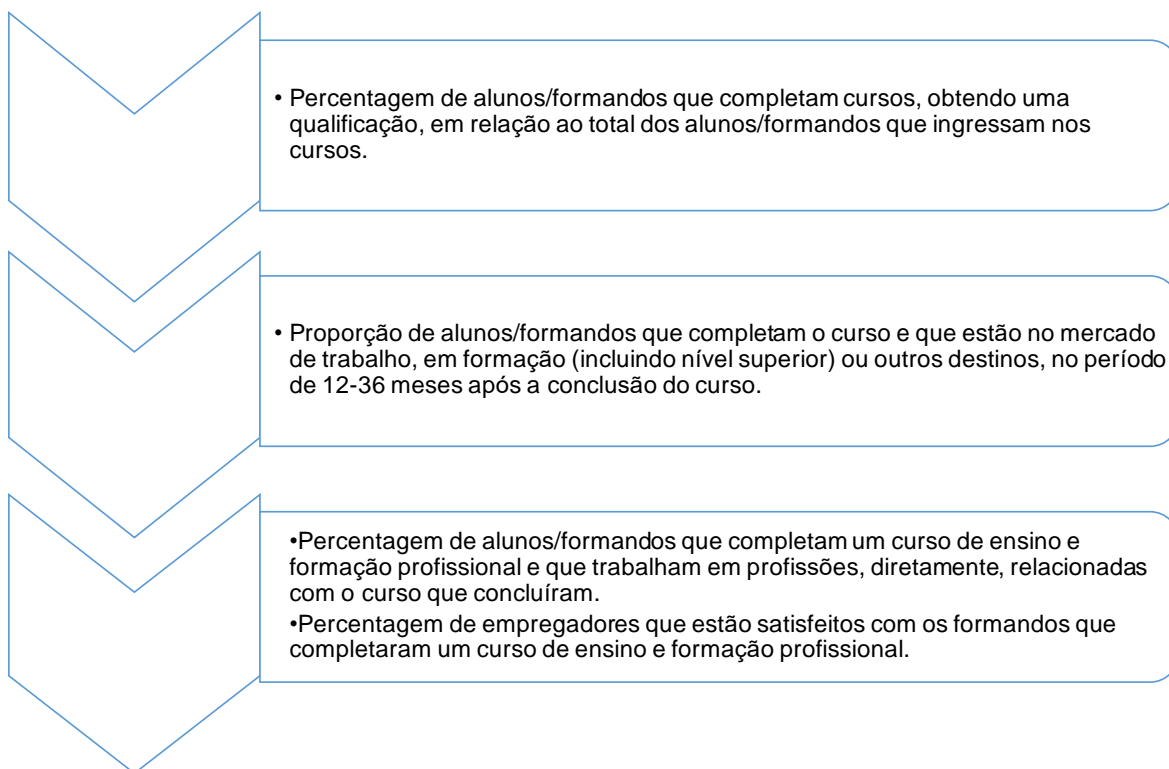 • Percentagem de alunos/formandos que completam cursos, obtendo uma
qualificação, em relação ao total dos alunos/formandos que ingressam nos
cursos.
• Proporção de alunos/formandos que completam o curso e que estão no mercado
de trabalho, em formação (incluindo nível superior) ou outros destinos, no período
de 12-36 meses após a conclusão do curso.
•Percentagem de alunos/formandos que completam um curso de ensino e
formação profissional e que trabalham em profissões, diretamente, relacionadas
com o curso que concluíram.
•Percentagem de empregadores que estão satisfeitos com os formandos que
completaram um curso de ensino e formação profissional.